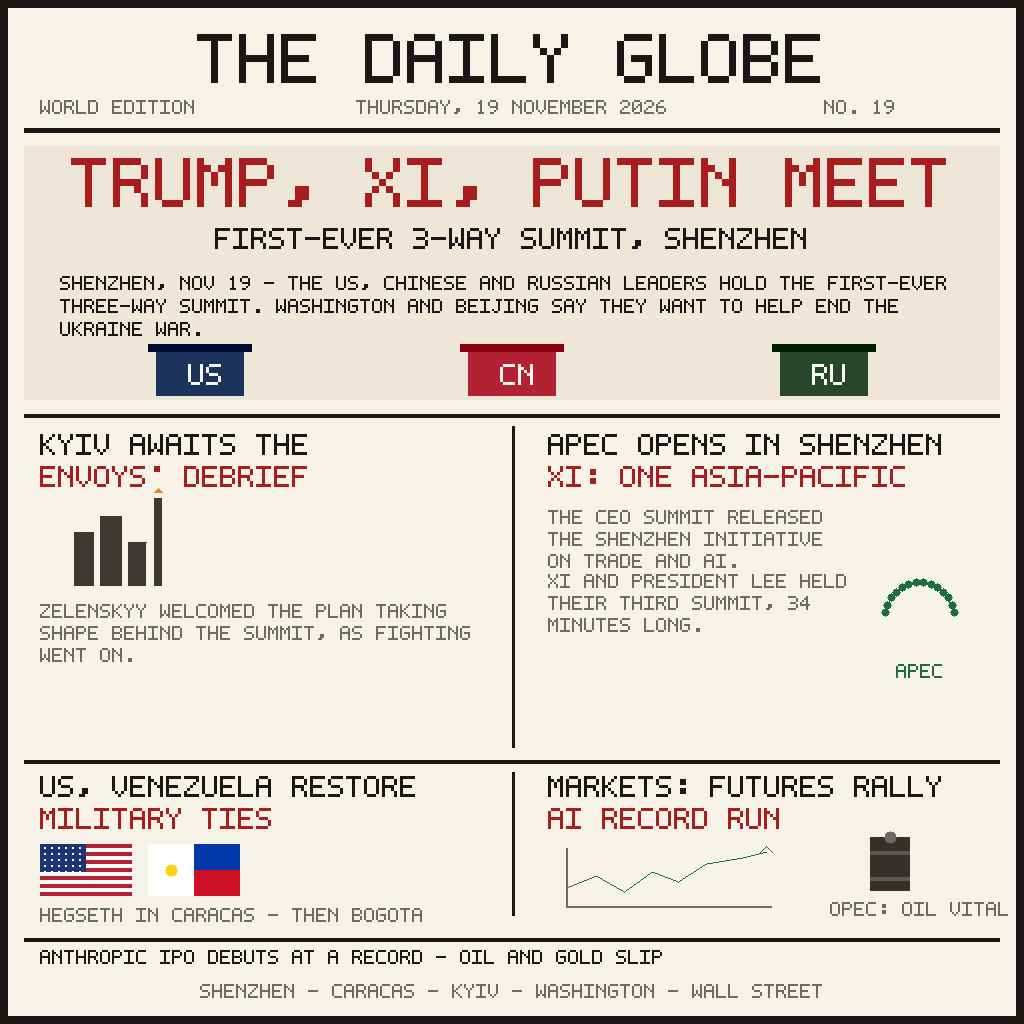 THE DAILY GLOBE
WORLD EDITION THURSDAY, 19 NOVEMBER 2026 NO. 19
TRUMP, XI, PUTIN MEET
FIRST-EVER 3-WAY SUMMIT, SHENZHEN
SHENZHEN, NOV 19 - THE US, CHINESE AND RUSSIAN LEADERS HOLD THE FIRST-EVER
THREE-WAY SUMMIT. WASHINGTON AND BEIJING SAY THEY WANT TO HELP END THE
UKRAINE WAR.
US CN RU
KYIV AWAITS THE
ENVOYS' DEBRIEF
ZELENSKYY WELCOMED THE PLAN TAKING
SHAPE BEHIND THE SUMMIT, AS FIGHTING
WENT ON.
APEC OPENS IN SHENZHEN
XI: ONE ASIA-PACIFIC
THE CEO SUMMIT RELEASED
THE SHENZHEN INITIATIVE
ON TRADE AND AI.
XI AND PRESIDENT LEE HELD
THEIR THIRD SUMMIT, 34
MINUTES LONG.
APEC
US, VENEZUELA RESTORE
MILITARY TIES
HEGSETH IN CARACAS - THEN BOGOTA
MARKETS: FUTURES RALLY
AI RECORD RUN
OPEC: OIL VITAL
ANTHROPIC IPO DEBUTS AT A RECORD - OIL AND GOLD SLIP
SHENZHEN - CARACAS - KYIV - WASHINGTON - WALL STREET